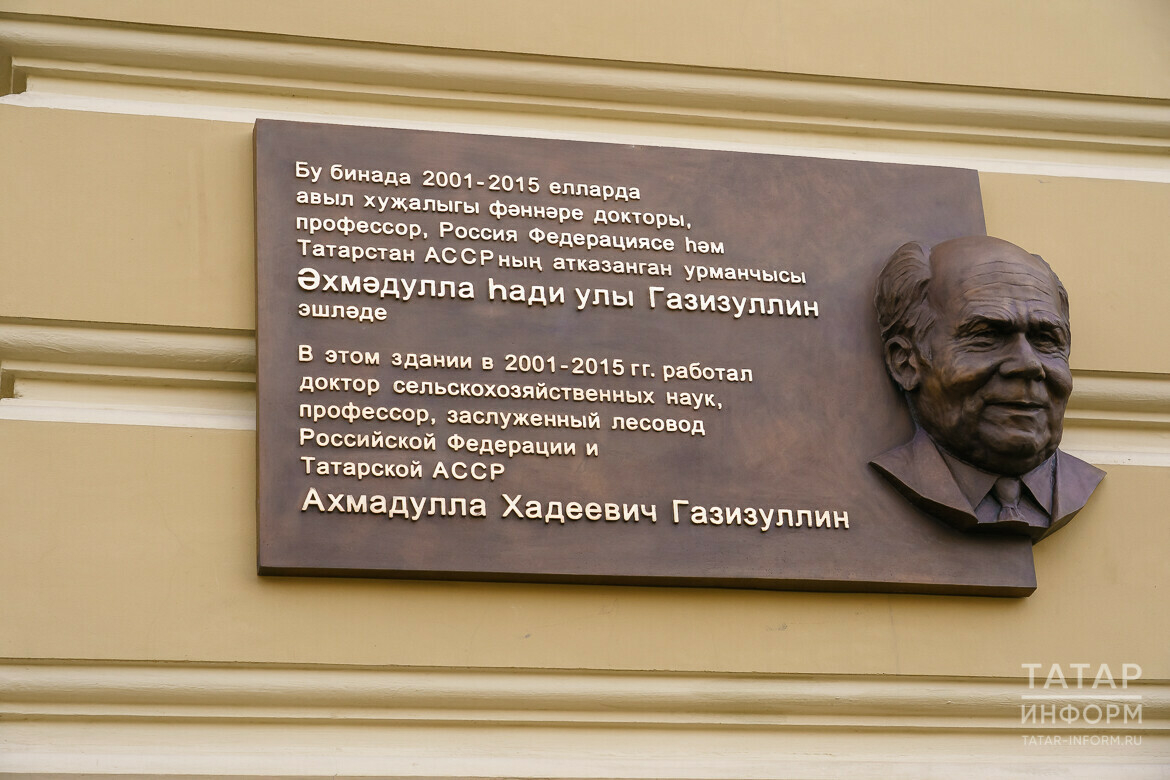 Бу бинада 2001-2015 елларда
авыл хуҗалыгы фәннәре докторы,
профессор, Россия Федерациясе һәм
Татарстан АССРның атказанган урманчысы
Әхмәдулла Һади улы Газизуллин
эшләде
В этом здании в 2001-2015 гг. работал
доктор сельскохозяйственных наук,
профессор, заслуженный лесовод
Российской Федерации и
Татарской АССР
Ахмадулла Хадеевич Газизуллин
ТАТАР
ИНФОРМ
TATAR-INFORM.RU